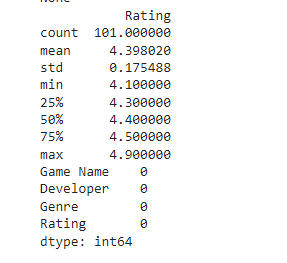 None
Rating
count 101.000000
mean 4.398020
std 0.175488
min 4.100000
25% 4.300000
50% 4.400000
75% 4.500000
max 4.900000
Game Name 0
Developer 0
Genre 0
Rating 0
dtype: int64